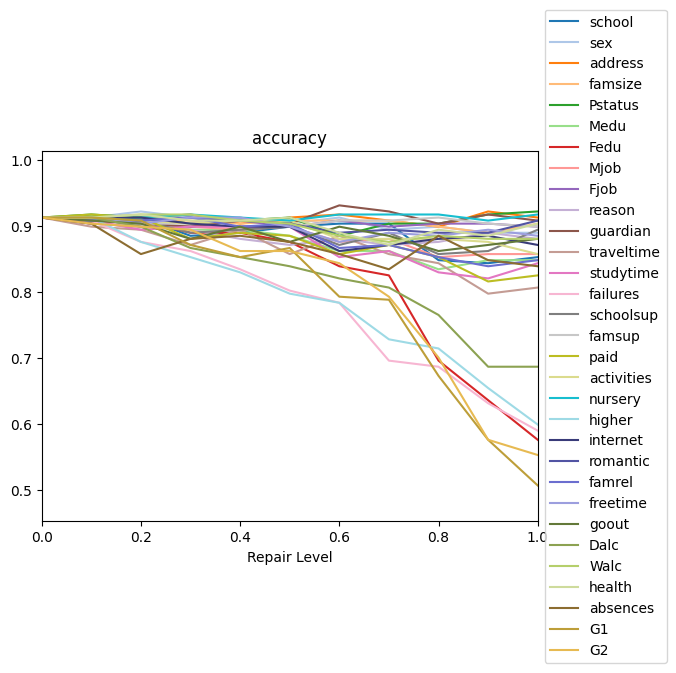 accuracy
1.0
0.9
0.8
0.7
0.6
0.5
0.0
0.2
0.4
0.6
0.8
1.0
Repair Level
school
sex
address
famsize
Pstatus
Medu
Fedu
Mjob
Fjob
reason
guardian
traveltime
studytime
failures
schoolsup
famsup
paid
activities
nursery
higher
internet
romantic
famrel
freetime
goout
Dalc
Walc
health
absences
G1
G2